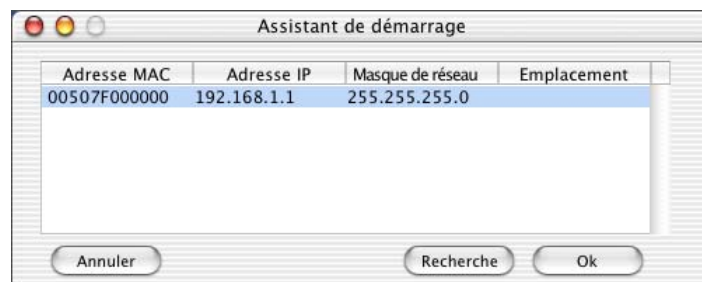 Assistant de démarrage
Adresse MAC Adresse IP Masque de réseau Emplacement
00507F000000 192.168.1.1 255.255.255.0
Annuler Recherche Ok